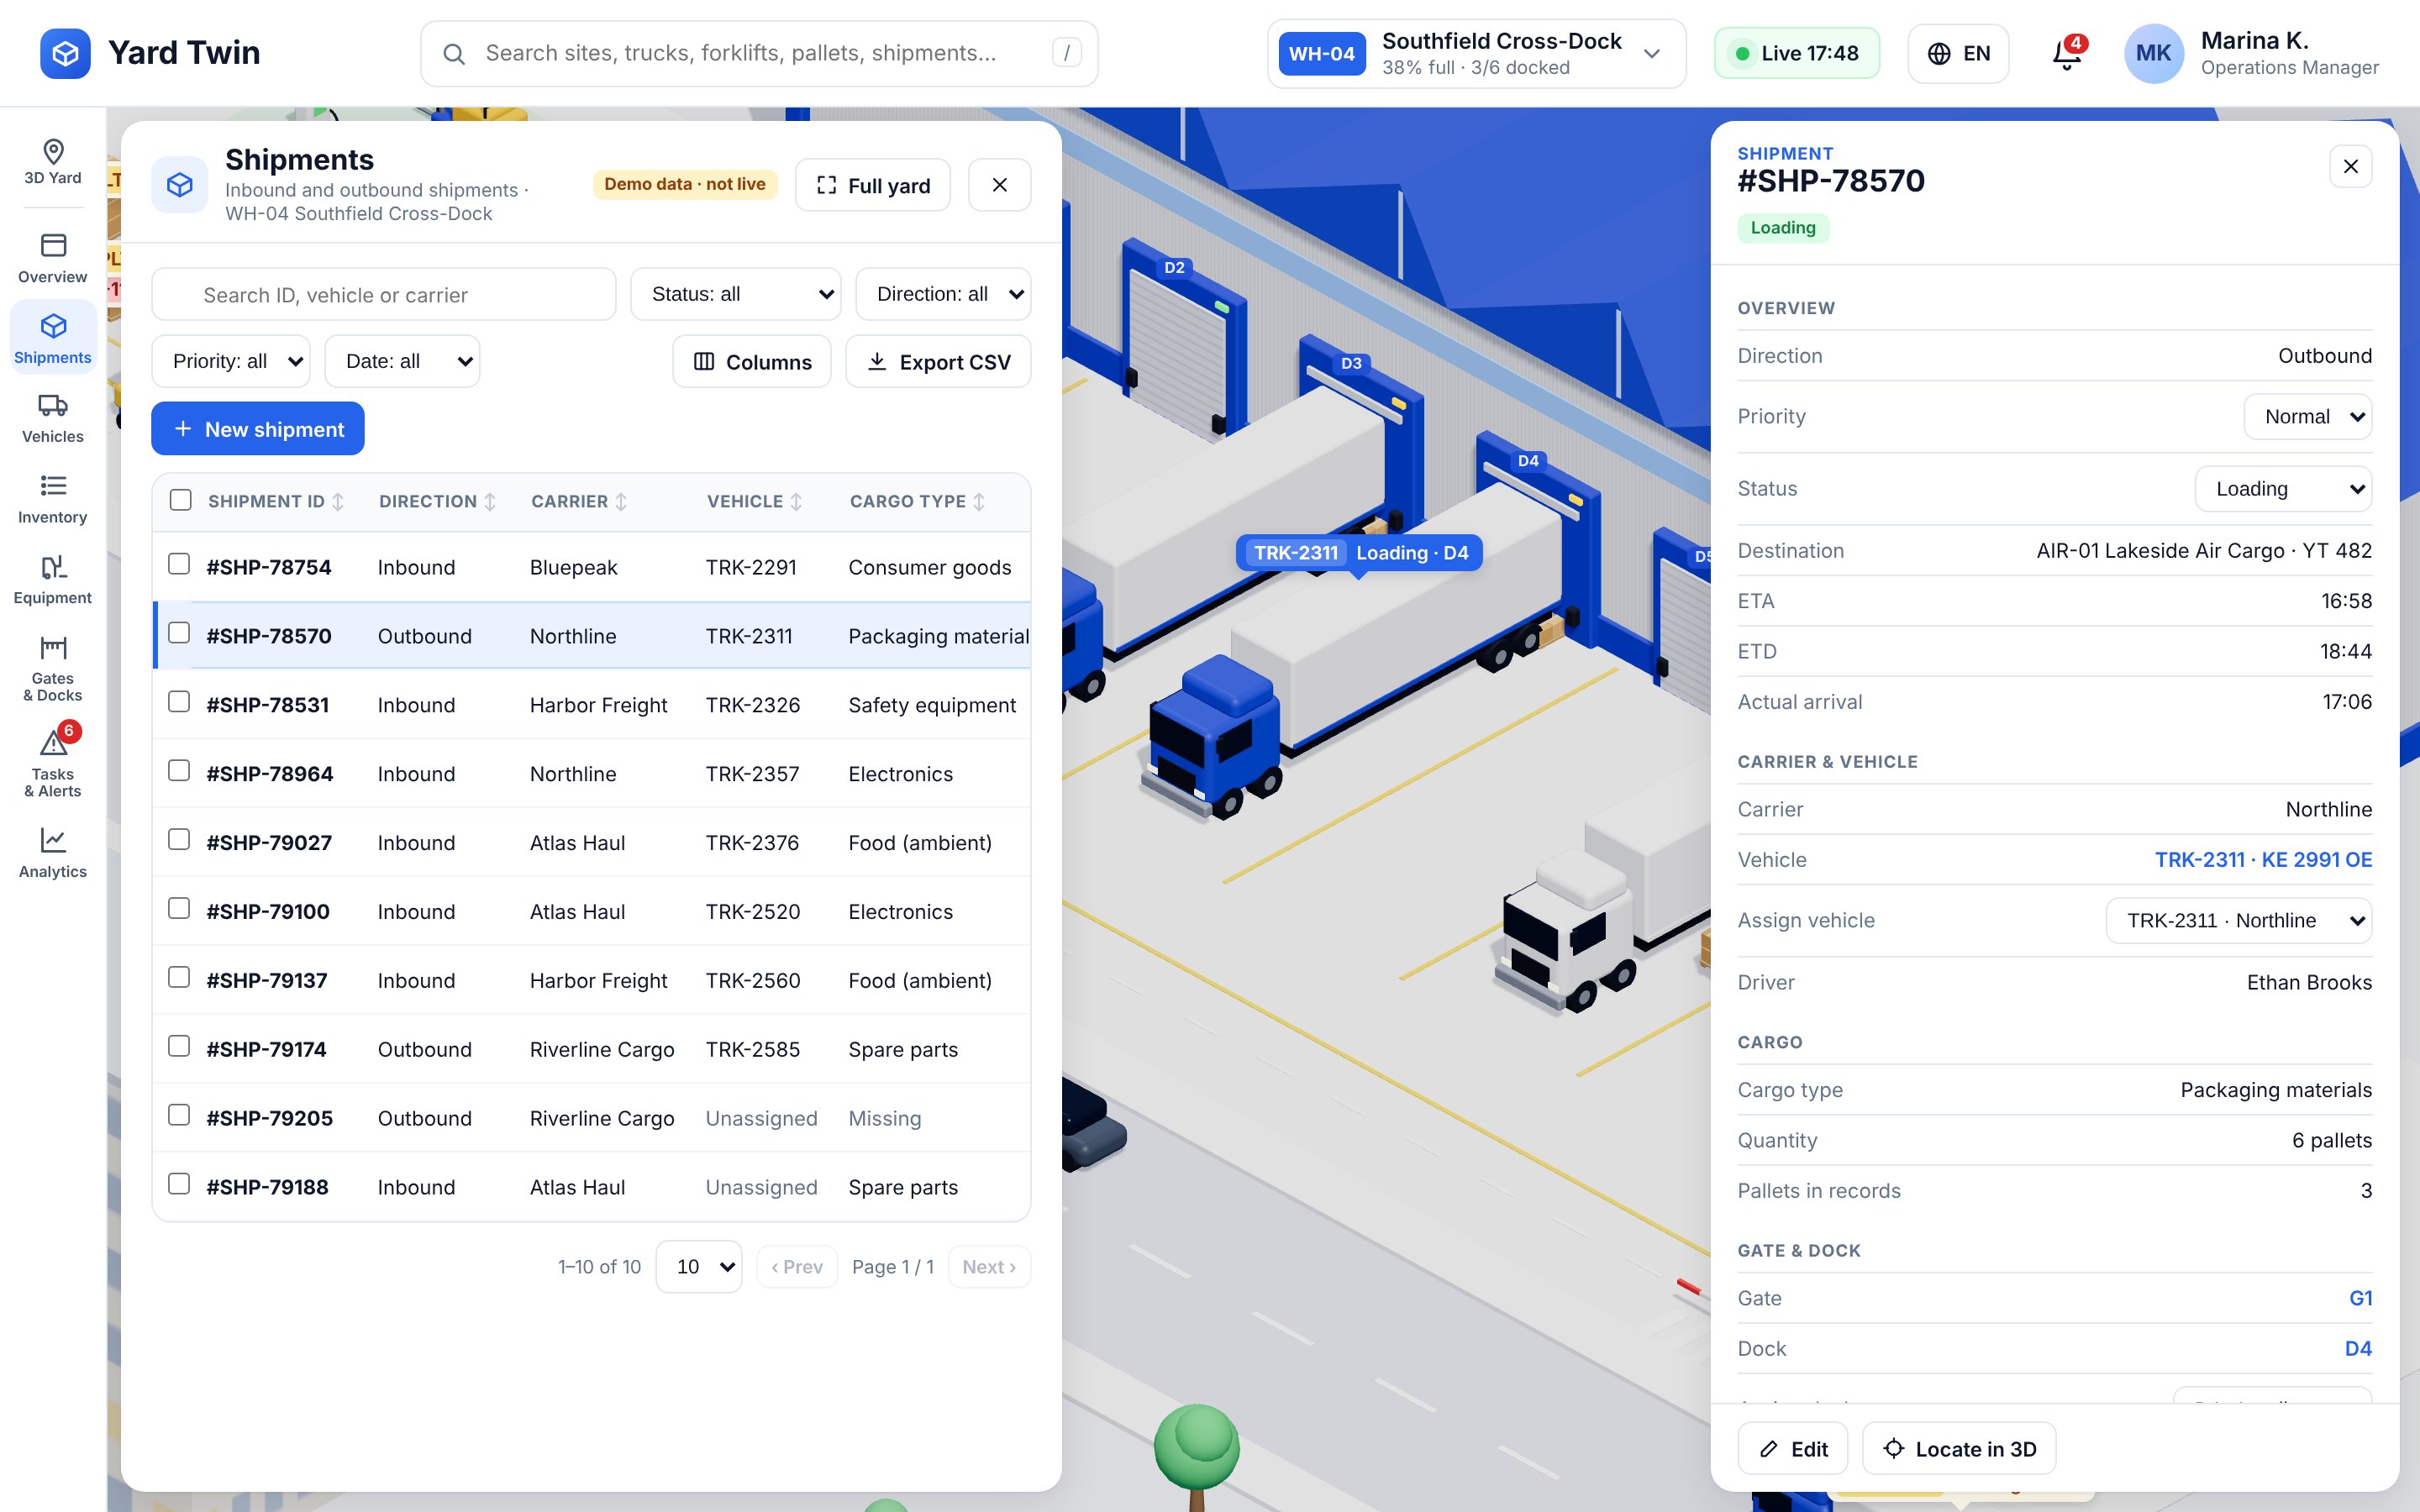 Yard Twin
Search sites, trucks, forklifts, pallets, shipments...
/
WH-04
Southfield Cross-Dock
38% full · 3/6 docked
Live 17:48
EN
4
MK
Marina K.
Operations Manager
3D Yard
Overview
Shipments
Vehicles
Inventory
Equipment
Gates
& Docks
6
Tasks
& Alerts
Analytics
Shipments
Inbound and outbound shipments ·
WH-04 Southfield Cross-Dock
Demo data · not live
Full yard
Search ID, vehicle or carrier
Status: all
Direction: all
Priority: all
Date: all
Columns
Export CSV
New shipment
SHIPMENT ID DIRECTION CARRIER VEHICLE CARGO TYPE
#SHP-78754 Inbound Bluepeak TRK-2291 Consumer goods
#SHP-78570 Outbound Northline TRK-2311 Packaging material
#SHP-78531 Inbound Harbor Freight TRK-2326 Safety equipment
#SHP-78964 Inbound Northline TRK-2357 Electronics
#SHP-79027 Inbound Atlas Haul TRK-2376 Food (ambient)
#SHP-79100 Inbound Atlas Haul TRK-2520 Electronics
#SHP-79137 Inbound Harbor Freight TRK-2560 Food (ambient)
#SHP-79174 Outbound Riverline Cargo TRK-2585 Spare parts
#SHP-79205 Outbound Riverline Cargo Unassigned Missing
#SHP-79188 Inbound Atlas Haul Unassigned Spare parts
1–10 of 10
10
‹ Prev
Page 1 / 1
Next ›
D2
D3
D4
TRK-2311 Loading · D4
SHIPMENT
#SHP-78570
Loading
OVERVIEW
Direction Outbound
Priority Normal
Status Loading
Destination AIR-01 Lakeside Air Cargo · YT 482
ETA 16:58
ETD 18:44
Actual arrival 17:06
CARRIER & VEHICLE
Carrier Northline
Vehicle TRK-2311 · KE 2991 OE
Assign vehicle TRK-2311 · Northline
Driver Ethan Brooks
CARGO
Cargo type Packaging materials
Quantity 6 pallets
Pallets in records 3
GATE & DOCK
Gate G1
Dock D4
Edit
Locate in 3D